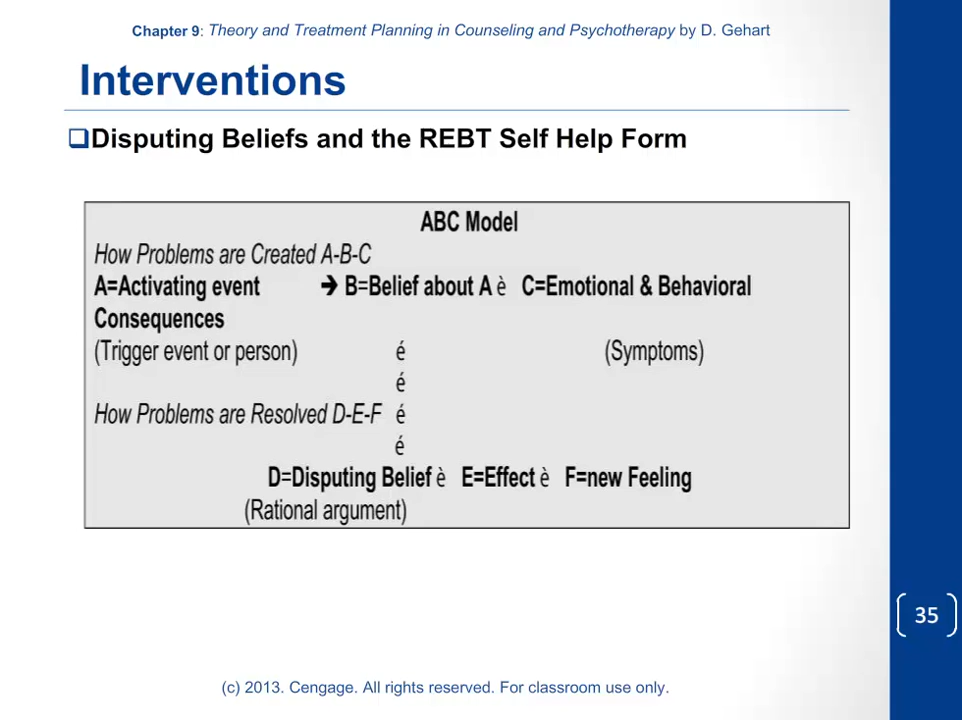 Chapter 9: Theory and Treatment Planning in Counseling and Psychotherapy by D. Gehart
Interventions
❑Disputing Beliefs and the REBT Self Help Form
ABC Model
How Problems are Created A-B-C
A=Activating event ➔ B=Belief about A è C=Emotional & Behavioral
Consequences
(Trigger event or person) é (Symptoms)
é
How Problems are Resolved D-E-F é
é
D=Disputing Belief è E=Effect è F=new Feeling
(Rational argument)
35
(c) 2013. Cengage. All rights reserved. For classroom use only.